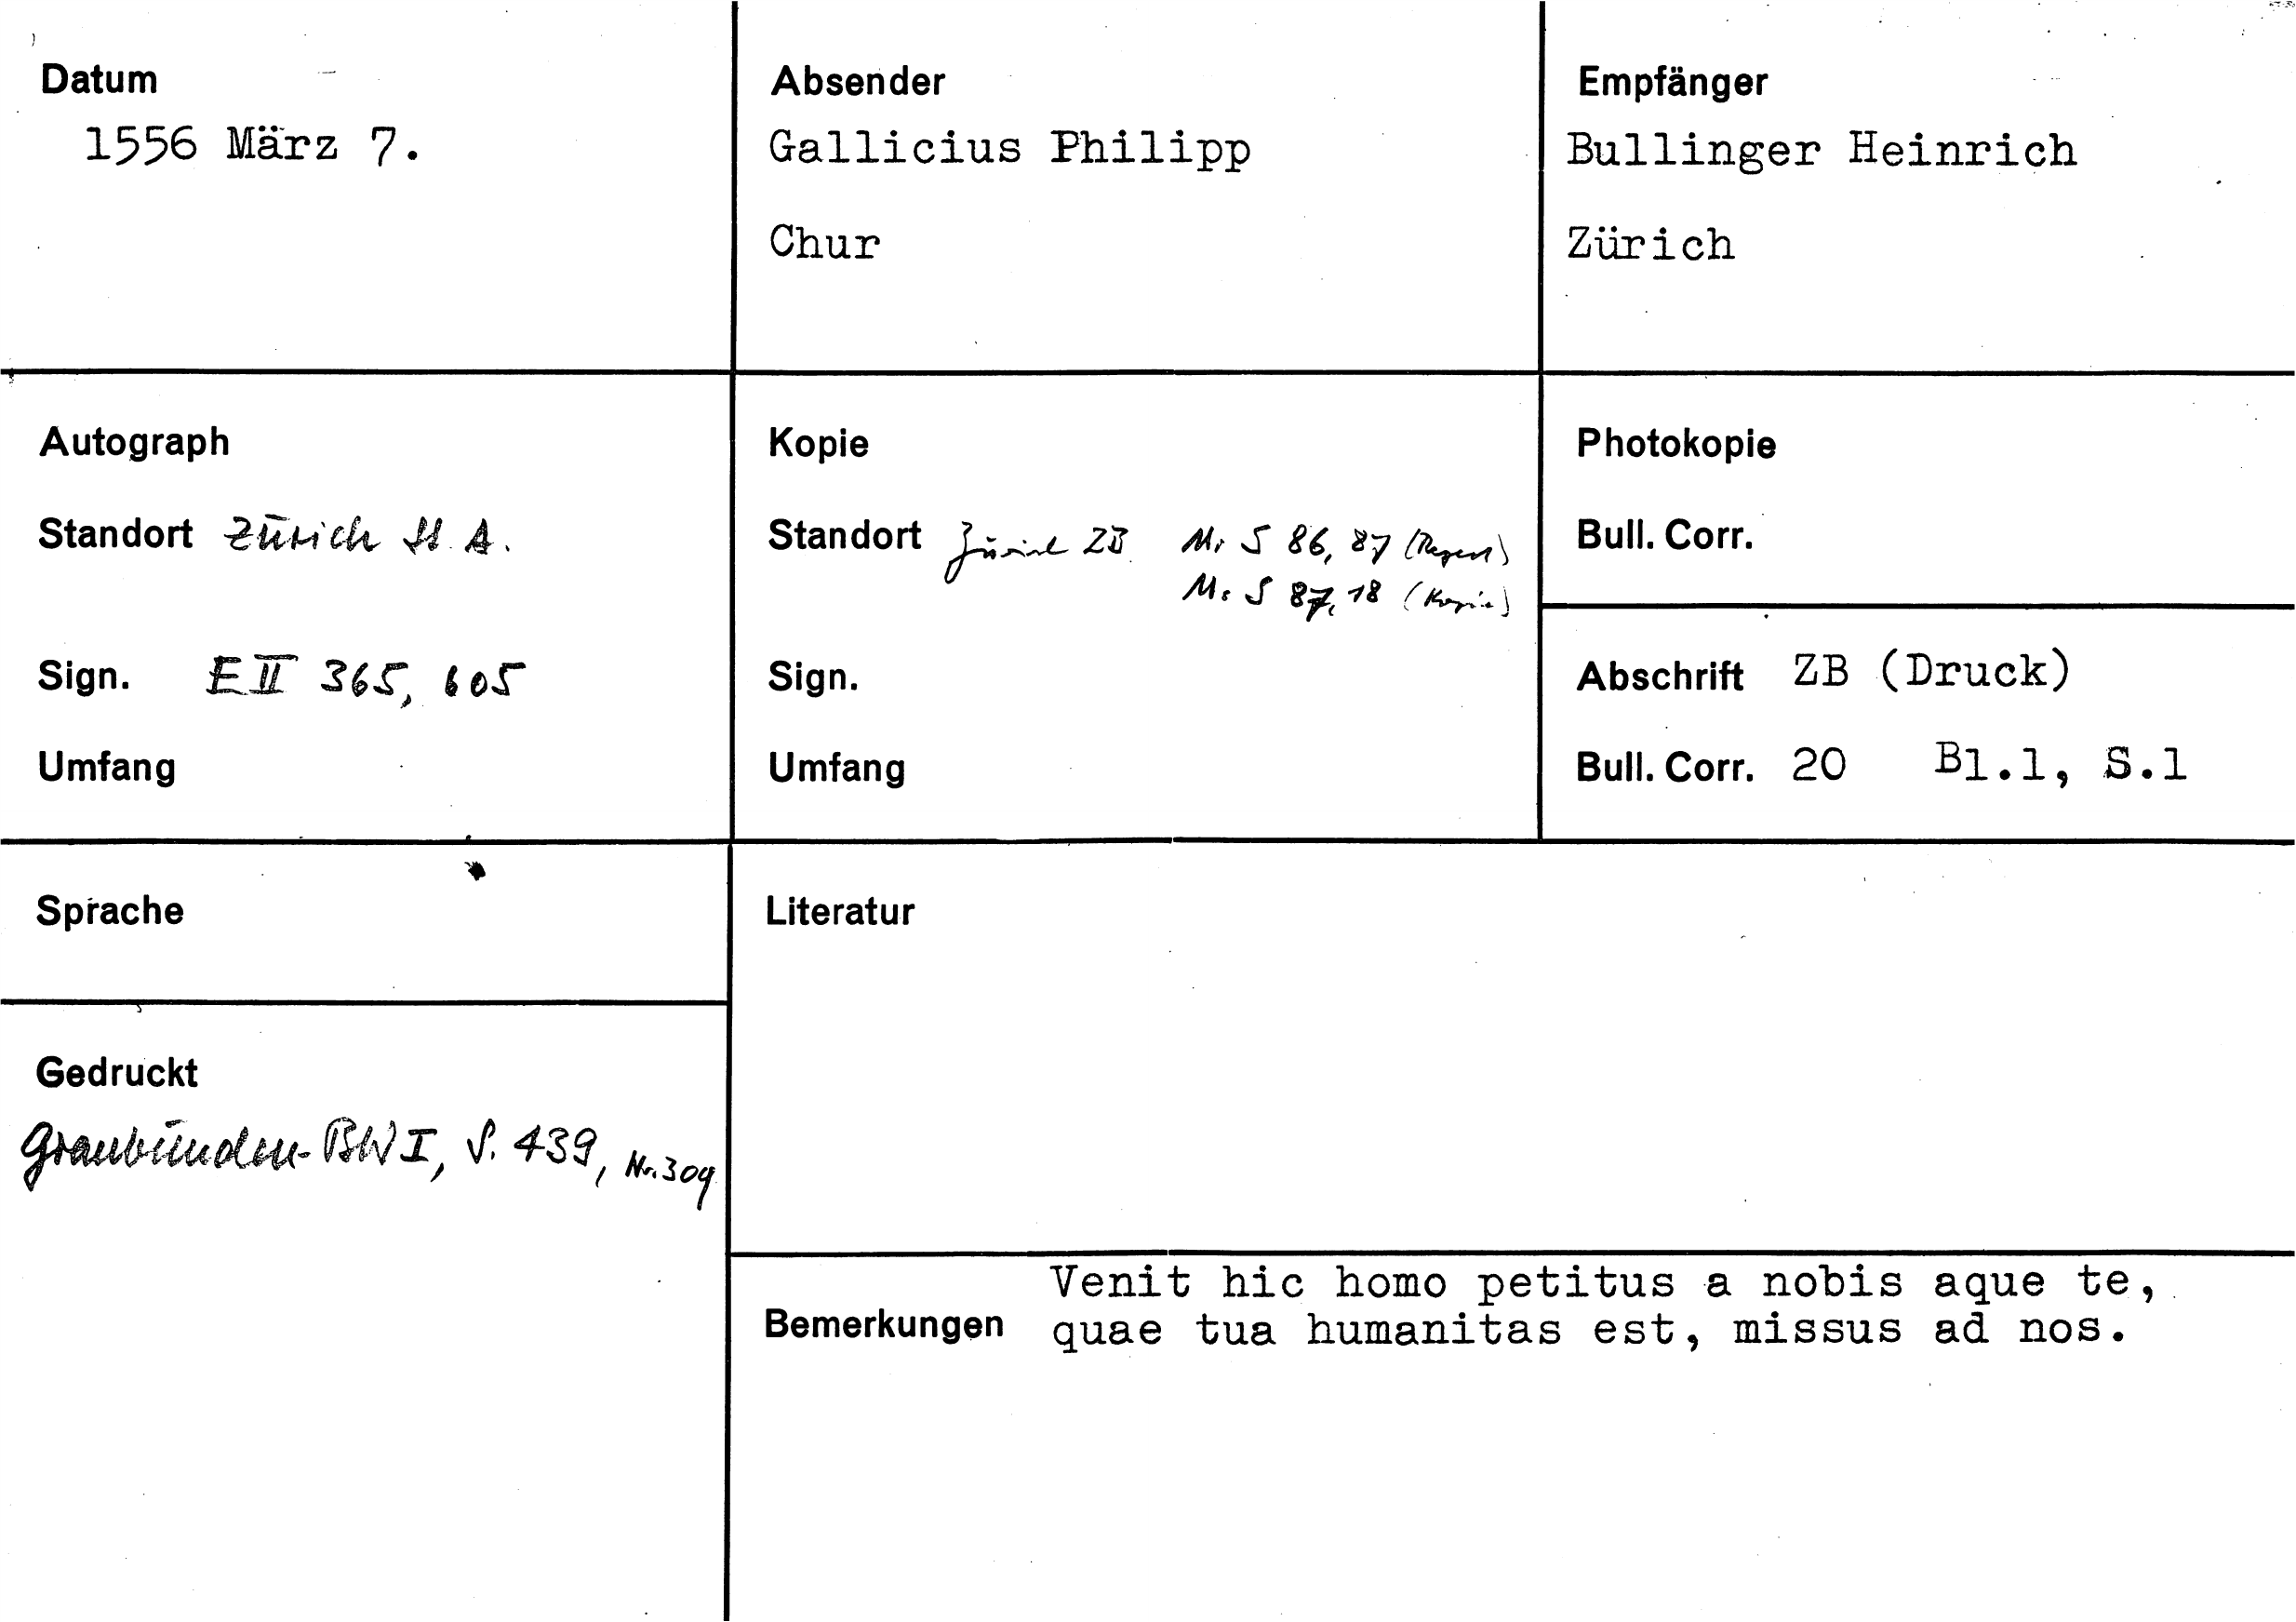 Datum
1556 März 7.
Absender
Gallicius Philipp
Chur
Empfänger
Bullinger Heinrich
Zürich
Autograph
Standort Zürich StA.
Sign. E II 365, 605
Umfang
Kopie
Standort Zürich ZB Ms S 86, 87 (Regest)
Ms S 87, 18 (Kopie)
Sign.
Umfang
Photokopie
Bull. Corr.
Abschrift ZB (Druck)
Bull. Corr. 20 Bl.1, S.1
Sprache
Gedruckt
Graubünden-BW I, S. 439, Nr. 309
Literatur
Bemerkungen
Venit hic homo petitus a nobis aque te,
quae tua humanitas est, missus ad nos.